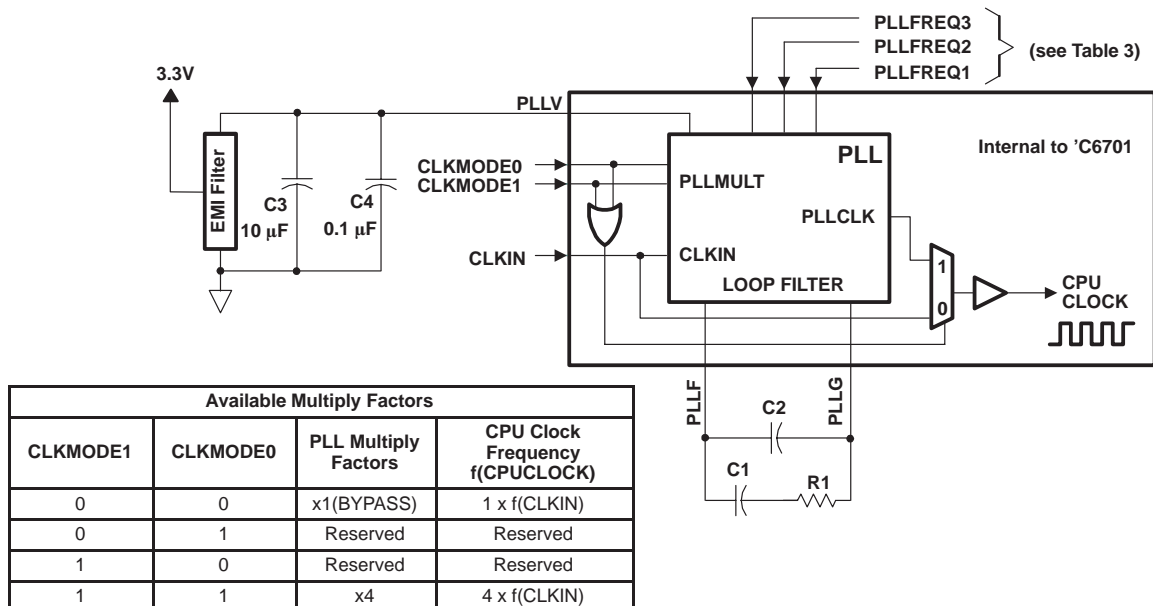 PLLFREQ3
PLLFREQ2
PLLFREQ1
(see Table 3)
3.3V
PLLV
EMI Filter
C3
10 μF
C4
0.1 μF
CLKMODE0
CLKMODE1
CLKIN
PLL
Internal to 'C6701
PLLMULT
PLLCLK
CLKIN
LOOP FILTER
1
0
CPU
CLOCK
PLLF
PLLG
C2
C1
R1
Available Multiply Factors
CLKMODE1 CLKMODE0 PLL Multiply Factors CPU Clock Frequency f(CPUCLOCK)
0 0 x1(BYPASS) 1 x f(CLKIN)
0 1 Reserved Reserved
1 0 Reserved Reserved
1 1 x4 4 x f(CLKIN)